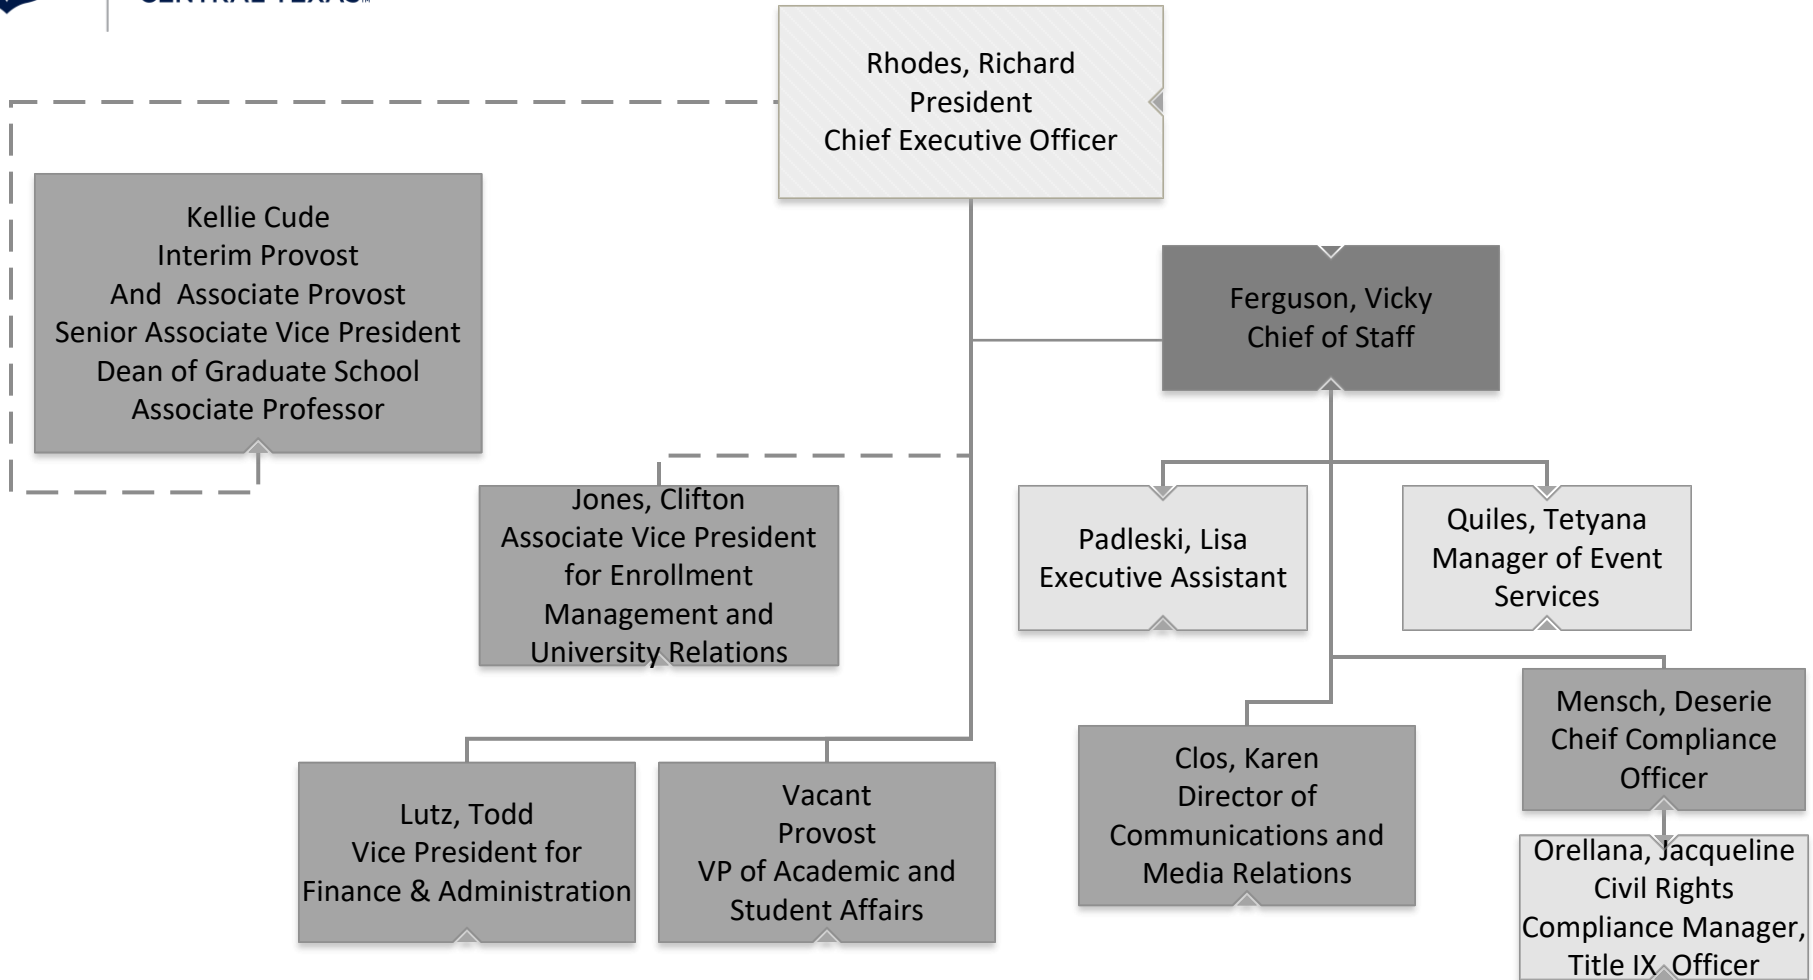 CENTRAL TEXAS
Rhodes, Richard
President
Chief Executive Officer
Kellie Cude
Interim Provost
And Associate Provost
Senior Associate Vice President
Dean of Graduate School
Associate Professor
Ferguson, Vicky
Chief of Staff
Jones, Clifton
Associate Vice President
for Enrollment
Management and
University Relations
Padleski, Lisa
Executive Assistant
Quiles, Tetyana
Manager of Event
Services
Lutz, Todd
Vice President for
Finance & Administration
Vacant
Provost
VP of Academic and
Student Affairs
Clos, Karen
Director of
Communications and
Media Relations
Mensch, Deserie
Cheif Compliance
Officer
Orellana, Jacqueline
Civil Rights
Compliance Manager,
Title IX Officer